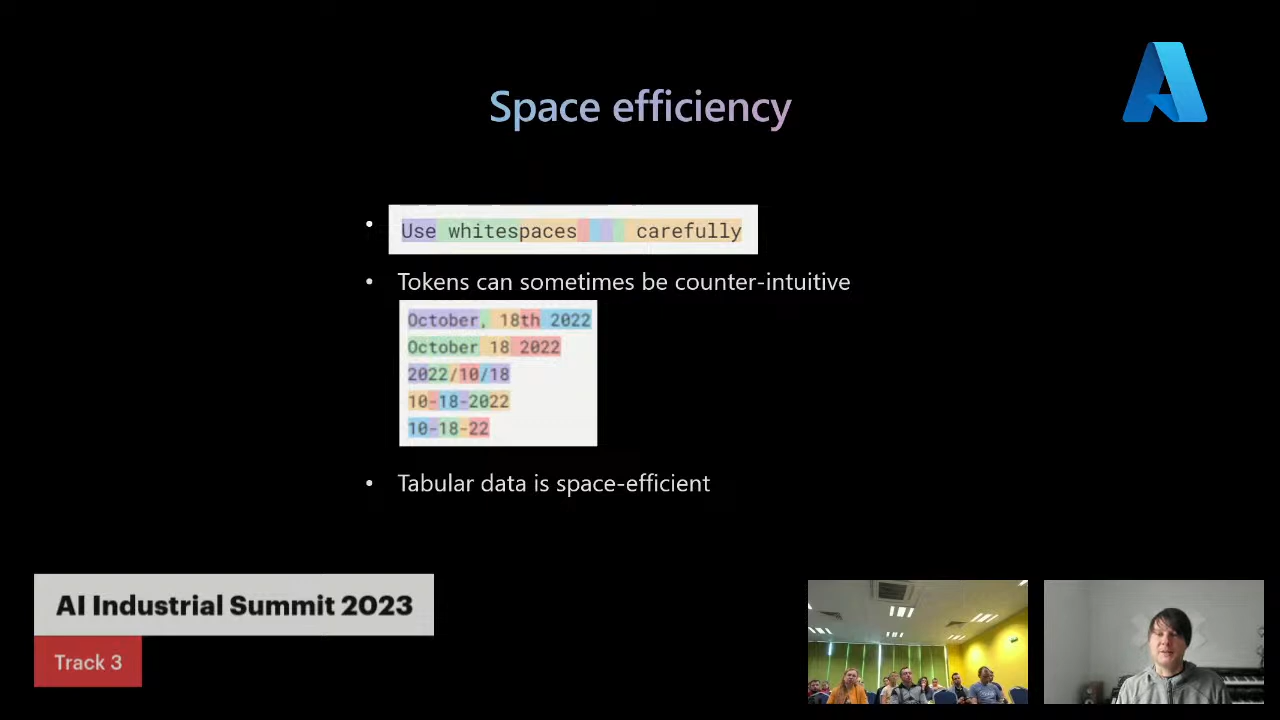 Space efficiency
• Use whitespaces     carefully
• Tokens can sometimes be counter-intuitive
October, 18th 2022
October 18 2022
2022/10/18
10-18-2022
10-18-22
• Tabular data is space-efficient
AI Industrial Summit 2023
Track 3